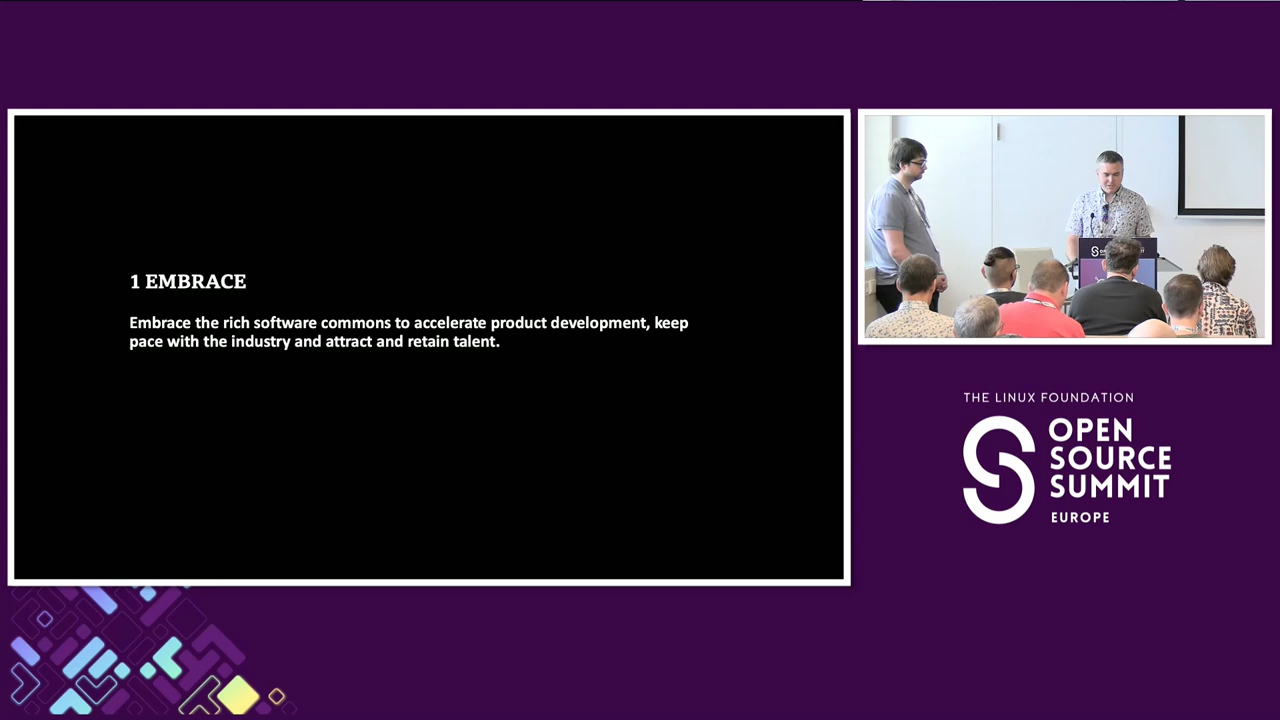 1 EMBRACE
Embrace the rich software commons to accelerate product development, keep
pace with the industry and attract and retain talent.
THE LINUX FOUNDATION
OPEN
SOURCE
SUMMIT
EUROPE